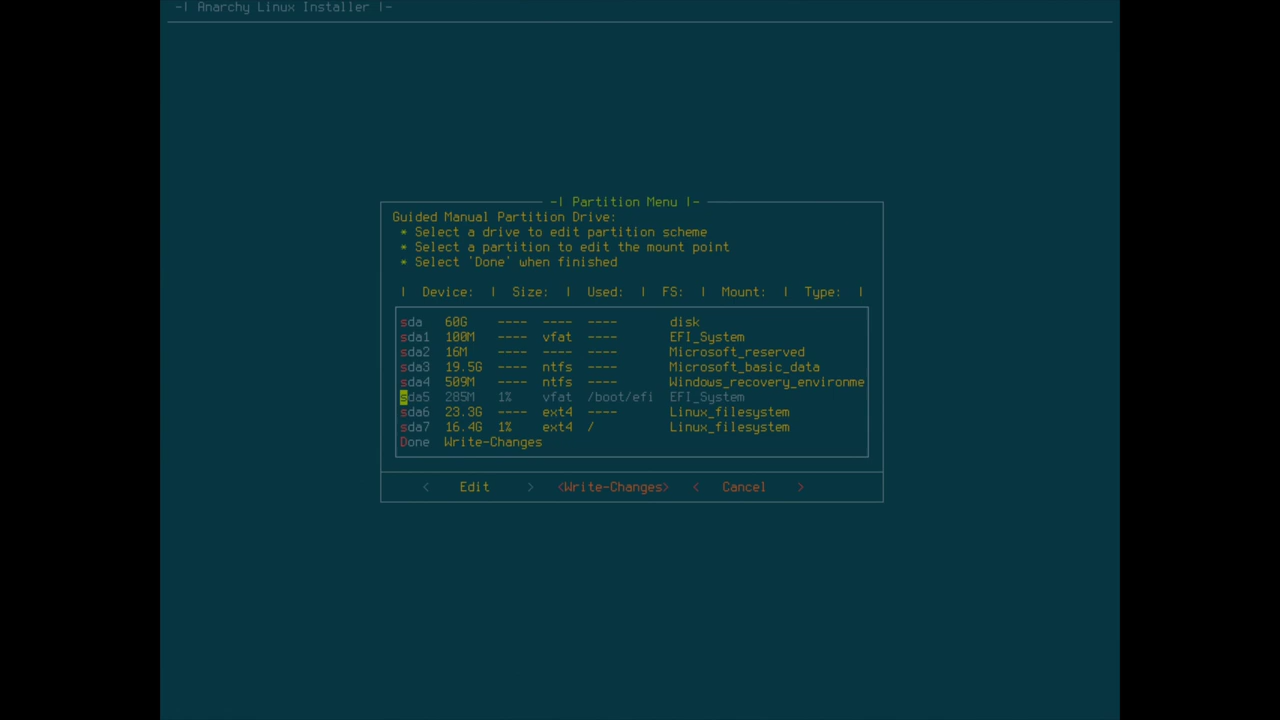 -| Anarchy Linux Installer |-
-| Partition Menu |-
Guided Manual Partition Drive:
* Select a drive to edit partition scheme
* Select a partition to edit the mount point
* Select 'Done' when finished
| Device: | Size: | Used: | FS: | Mount: | Type: |
sda 60G ---- ---- ---- disk
sda1 100M ---- vfat ---- EFI_System
sda2 16M ---- ---- ---- Microsoft_reserved
sda3 19.5G ---- ntfs ---- Microsoft_basic_data
sda4 509M ---- ntfs ---- Windows_recovery_environme
sda5 285M 1% vfat /boot/efi EFI_System
sda6 23.3G ---- ext4 ---- Linux_filesystem
sda7 16.4G 1% ext4 / Linux_filesystem
Done Write-Changes
< Edit > <Write-Changes> < Cancel >